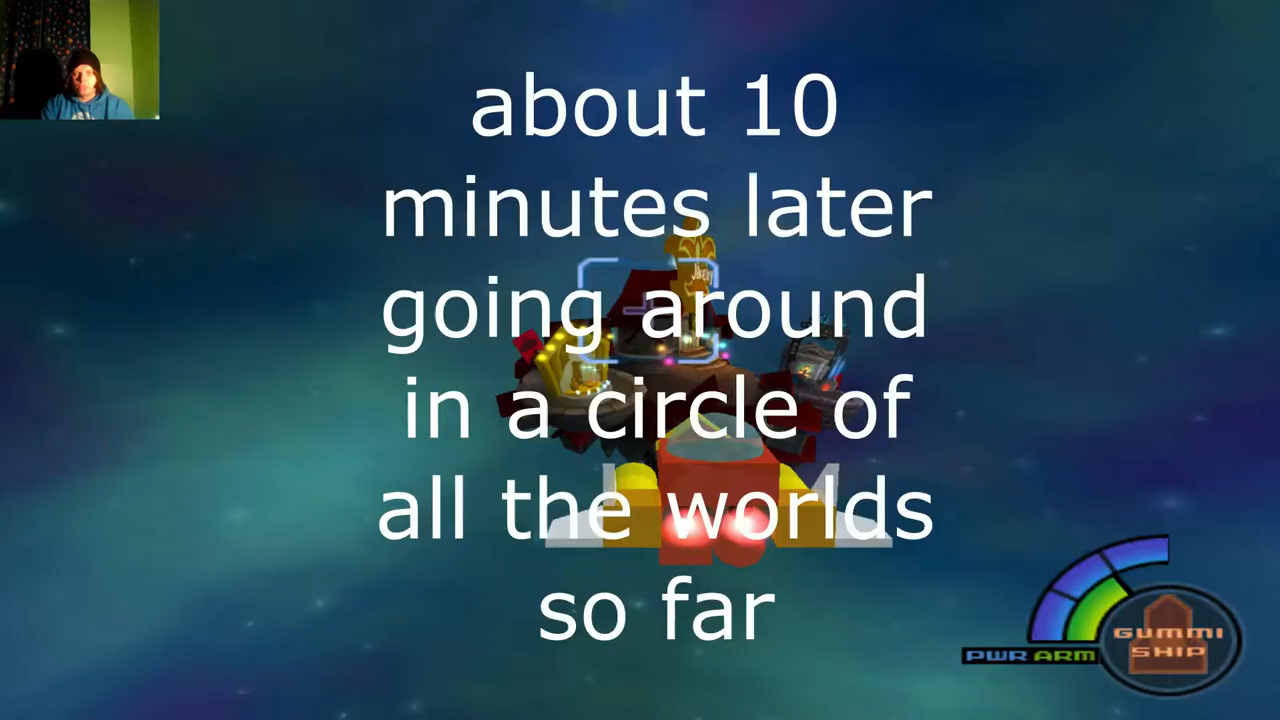 about 10
minutes later
going around
in a circle of
all the worlds
so far
PWR ARM
GUMMI
SHIP